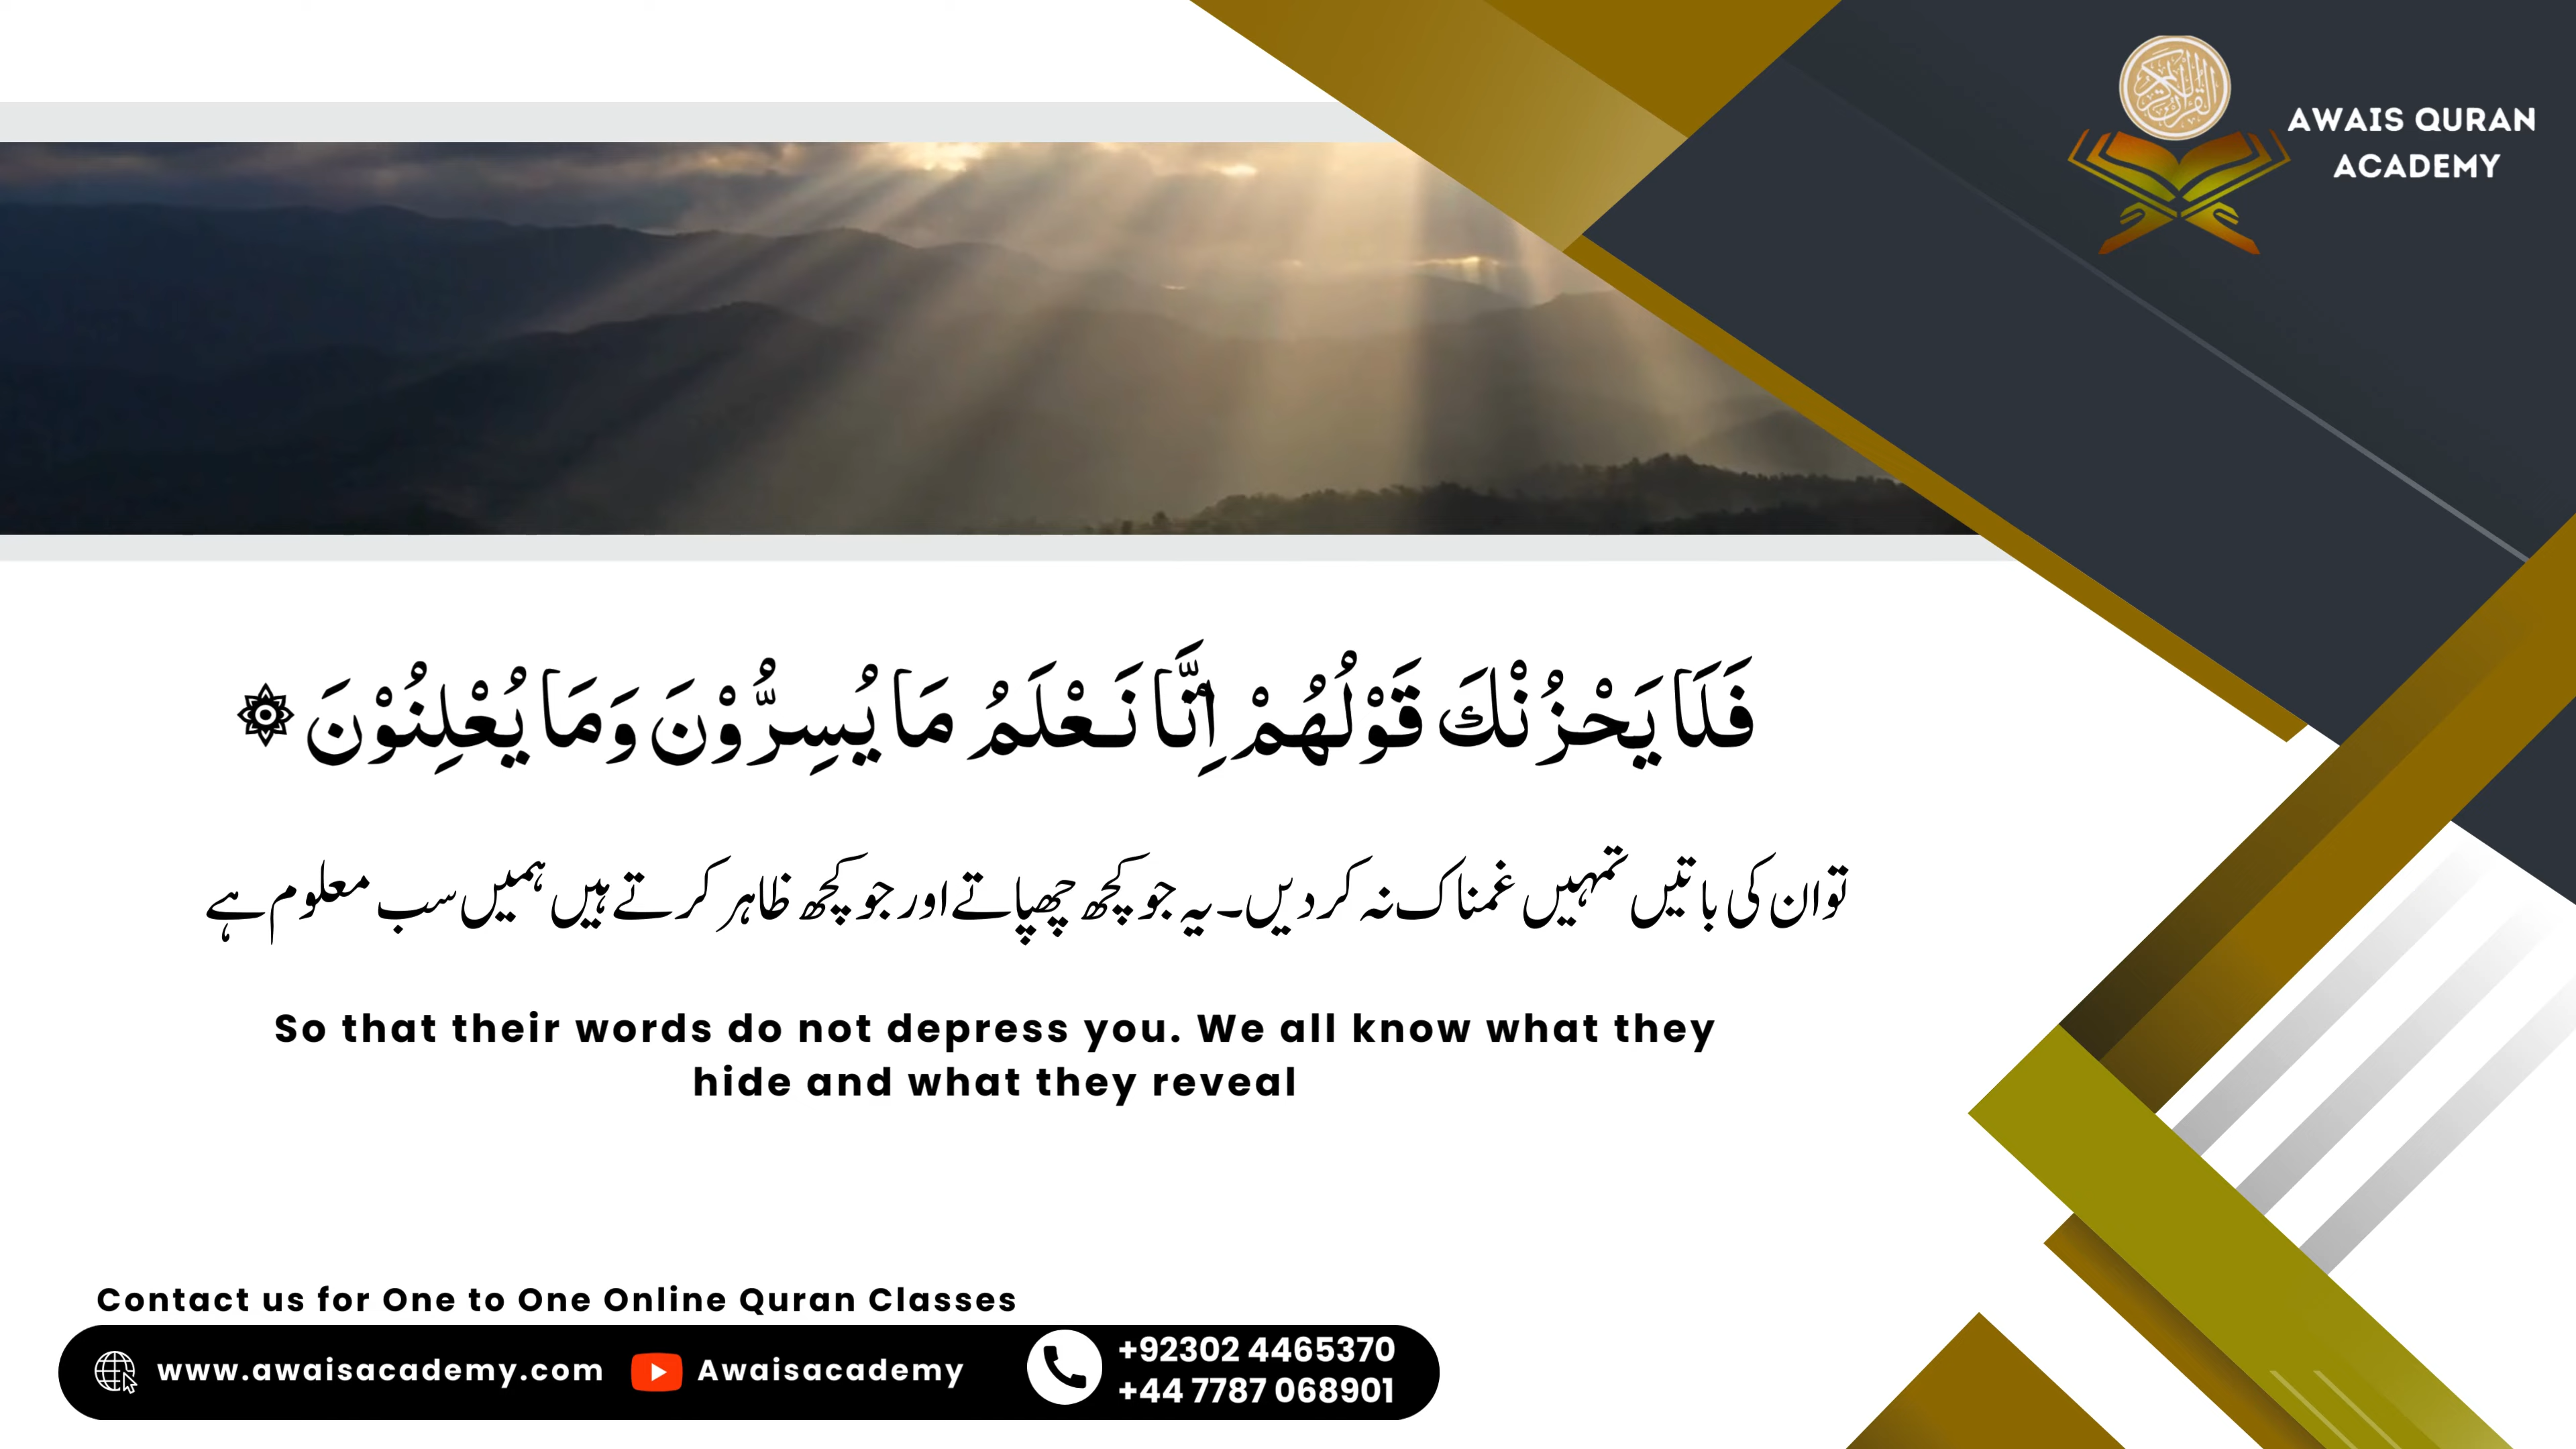 AWAIS QURAN
ACADEMY
فَلَا يَحْزُنْكَ قَوْلُهُمْ اِنَّا نَعْلَمُ مَا يُسِرُّوْنَ وَمَا يُعْلِنُوْنَ
تو ان کی باتیں تمہیں غمناک نہ کردیں۔ یہ جو کچھ چھپاتے اور جو کچھ ظاہر کرتے ہیں ہمیں سب معلوم ہے
So that their words do not depress you. We all know what they
hide and what they reveal
Contact us for One to One Online Quran Classes
www.awaisacademy.com Awaisacademy
+92302 4465370
+44 7787 068901